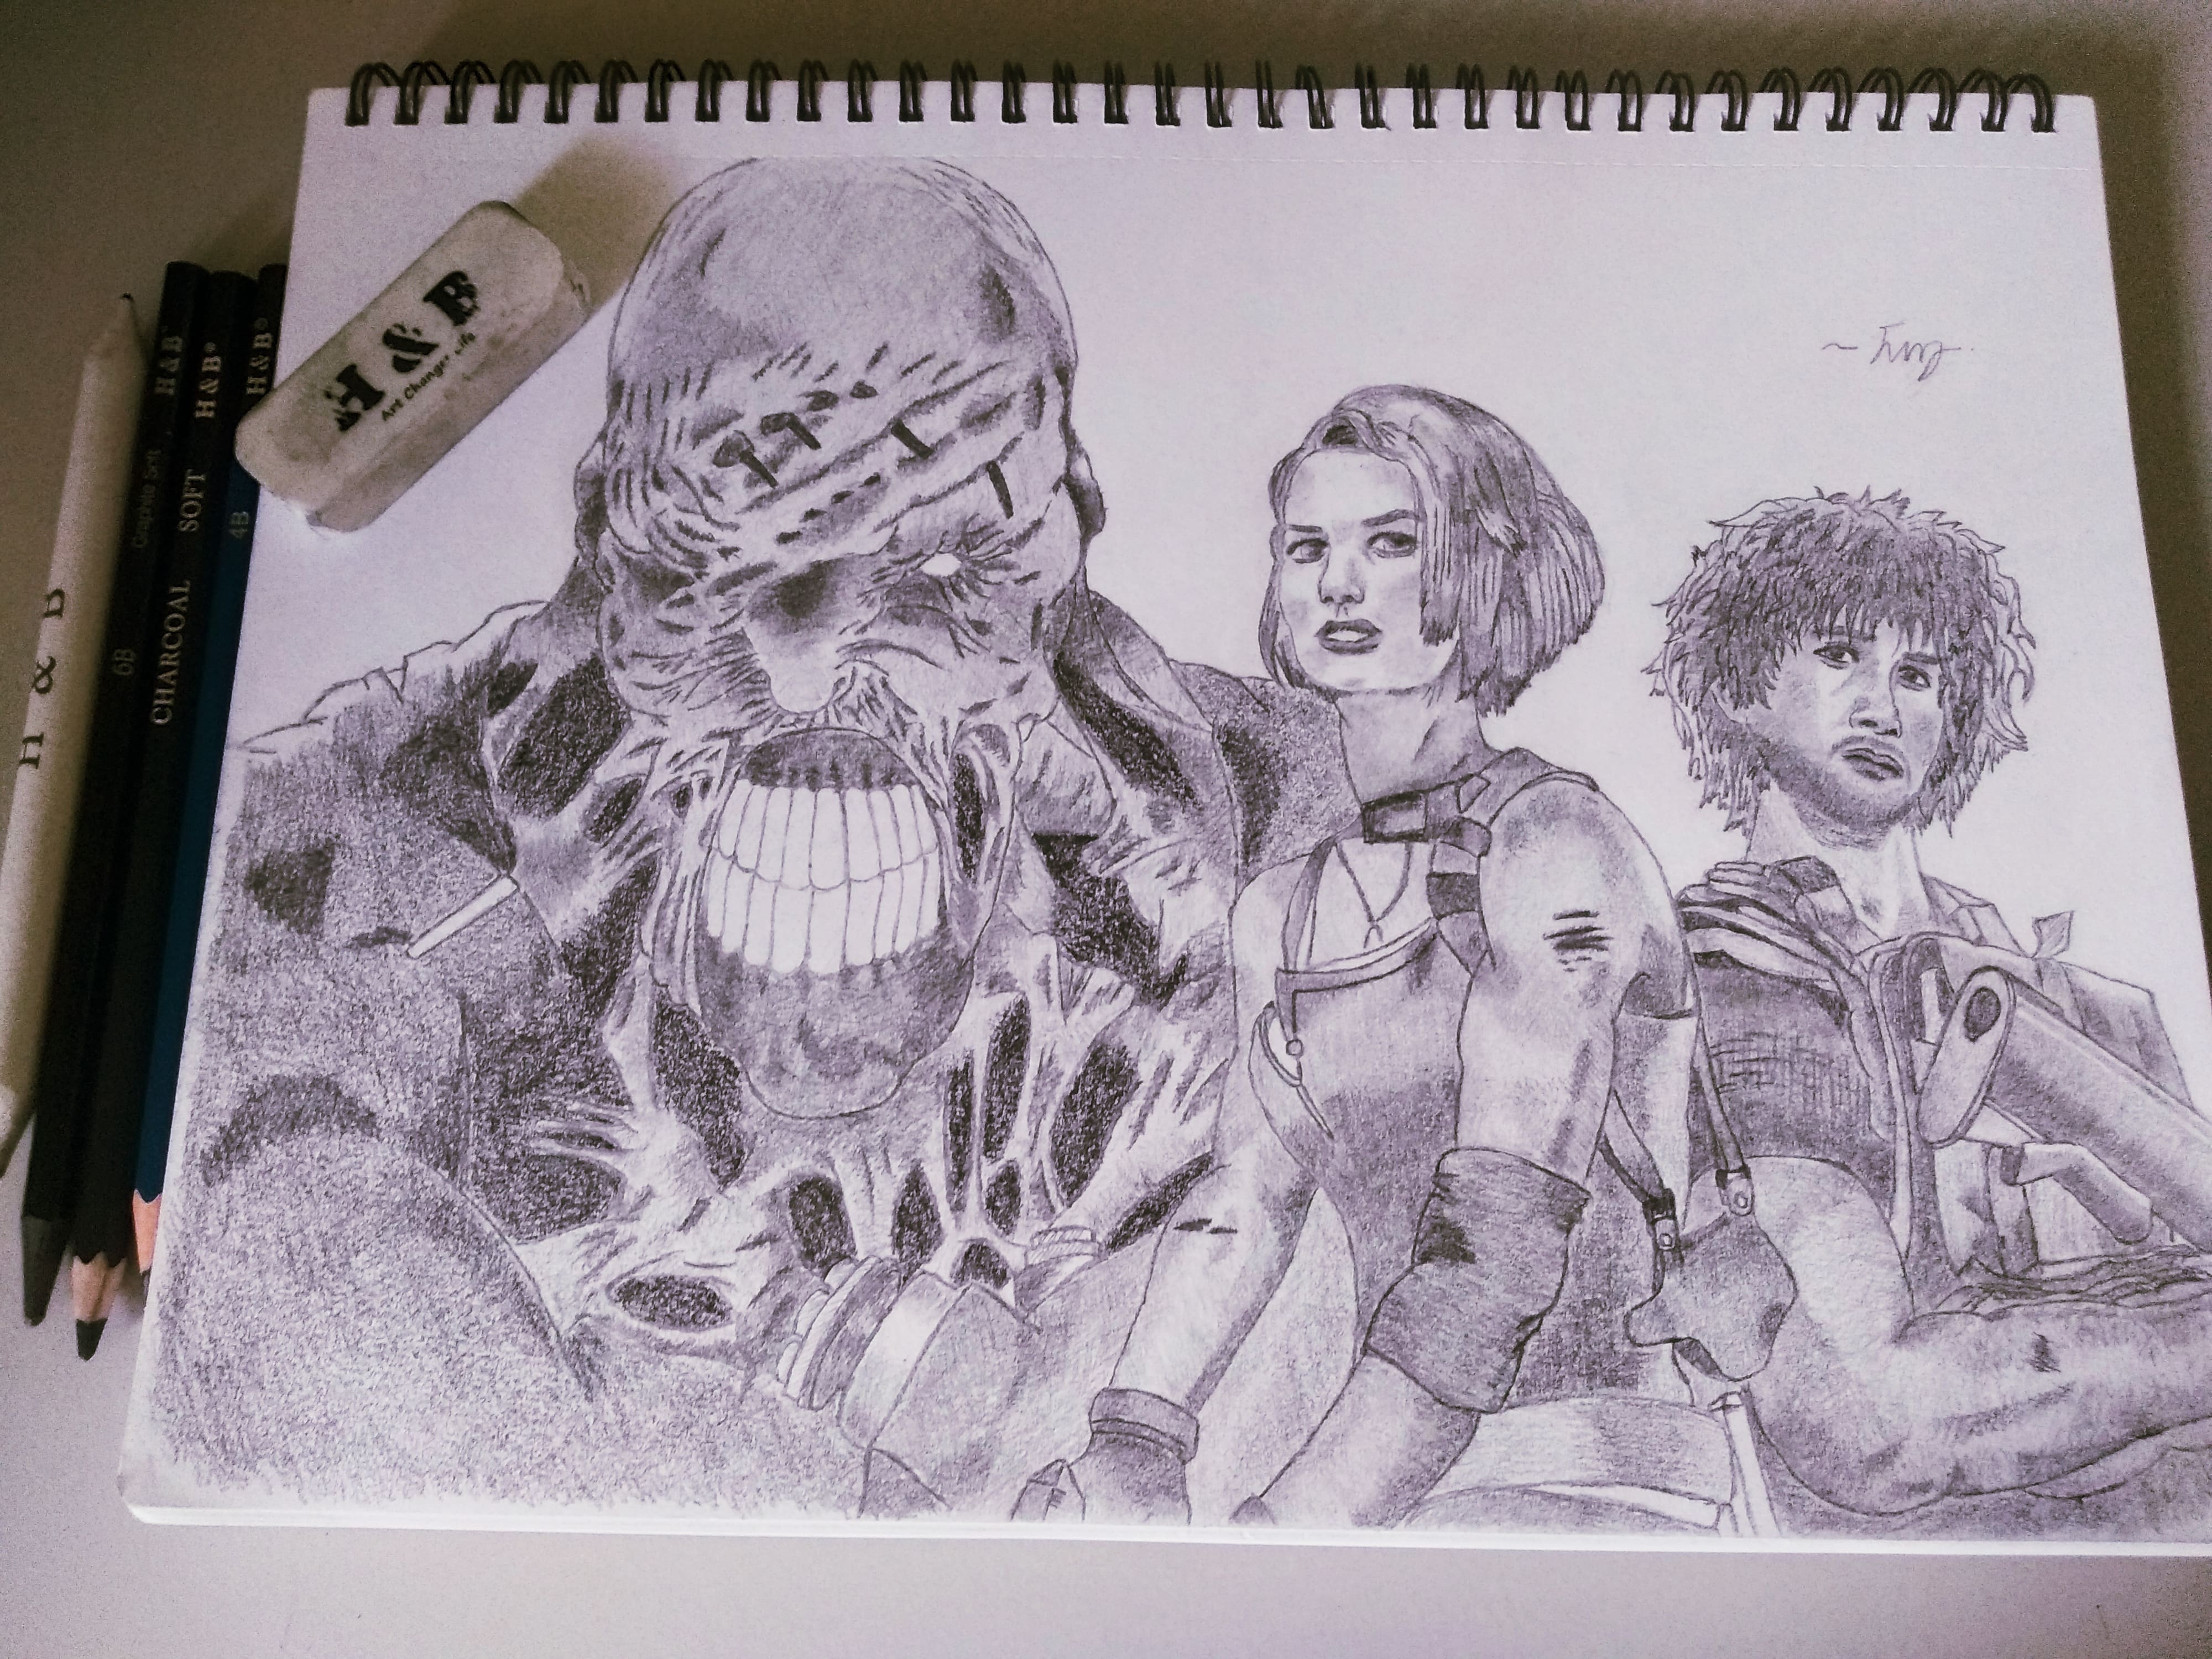 H & B
Art Changes Life
H & B
H & B
Graphite Soft
6B
H & B®
SOFT
CHARCOAL
H & B®
4B